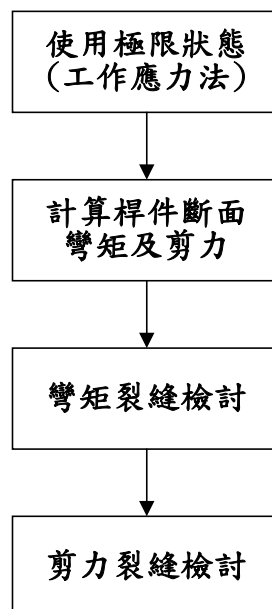 使用極限狀態
(工作應力法)
計算桿件斷面
彎矩及剪力
彎矩裂縫檢討
剪力裂縫檢討